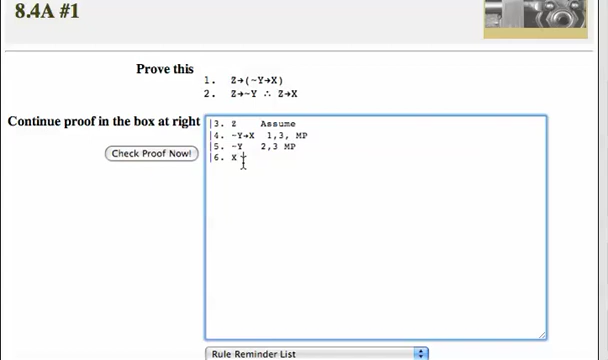 8.4A #1
Prove this
1. Z→(~Y→X)
2. Z→~Y ∴ Z→X
Continue proof in the box at right
|3. Z Assume
|4. ~Y→X 1,3, MP
|5. ~Y 2,3 MP
|6. X
Check Proof Now!
Rule Reminder List